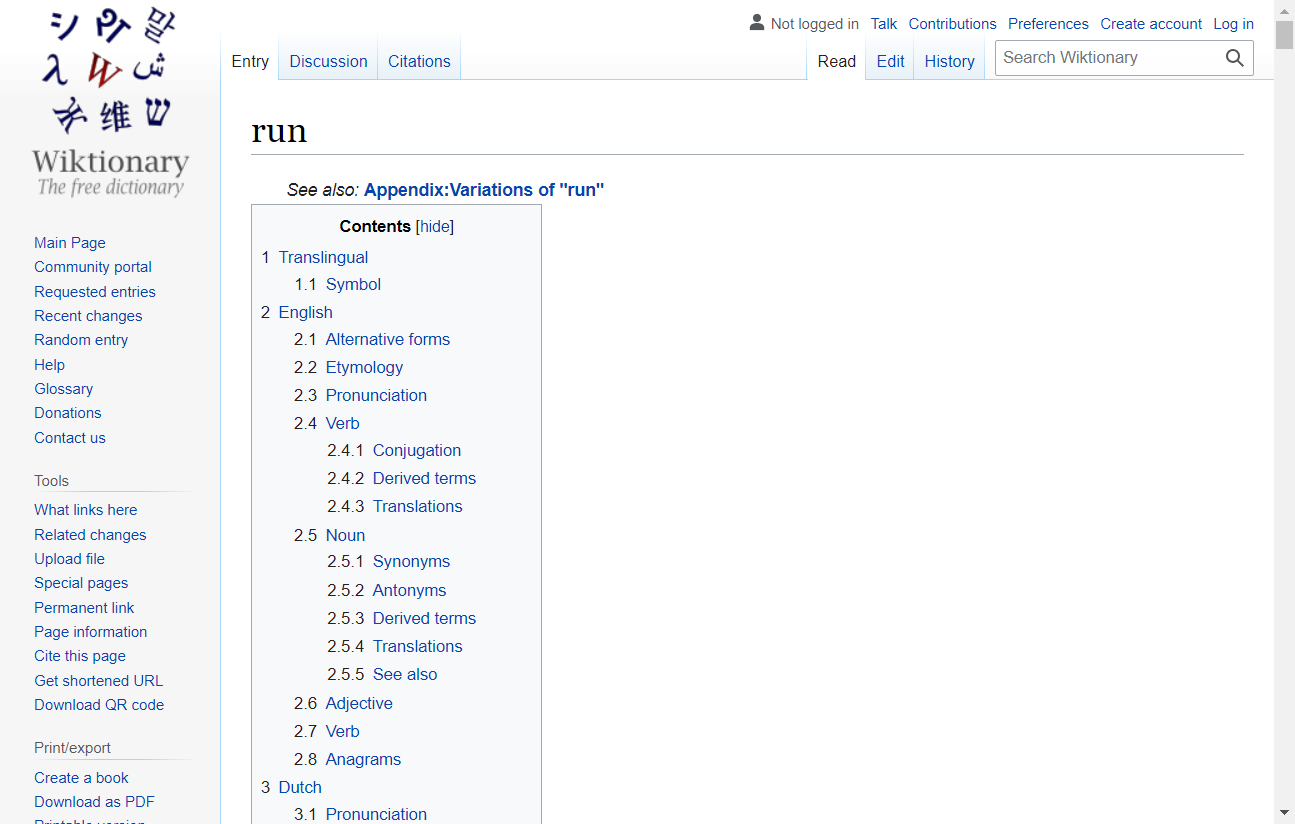 Wiktionary
The free dictionary
Main Page
Community portal
Requested entries
Recent changes
Random entry
Help
Glossary
Donations
Contact us
Tools
What links here
Related changes
Upload file
Special pages
Permanent link
Page information
Cite this page
Get shortened URL
Download QR code
Print/export
Create a book
Download as PDF
Not logged in Talk Contributions Preferences Create account Log in
Entry Discussion Citations Read Edit History Search Wiktionary
run
See also: Appendix:Variations of "run"
Contents [hide]
1 Translingual
1.1 Symbol
2 English
2.1 Alternative forms
2.2 Etymology
2.3 Pronunciation
2.4 Verb
2.4.1 Conjugation
2.4.2 Derived terms
2.4.3 Translations
2.5 Noun
2.5.1 Synonyms
2.5.2 Antonyms
2.5.3 Derived terms
2.5.4 Translations
2.5.5 See also
2.6 Adjective
2.7 Verb
2.8 Anagrams
3 Dutch
3.1 Pronunciation